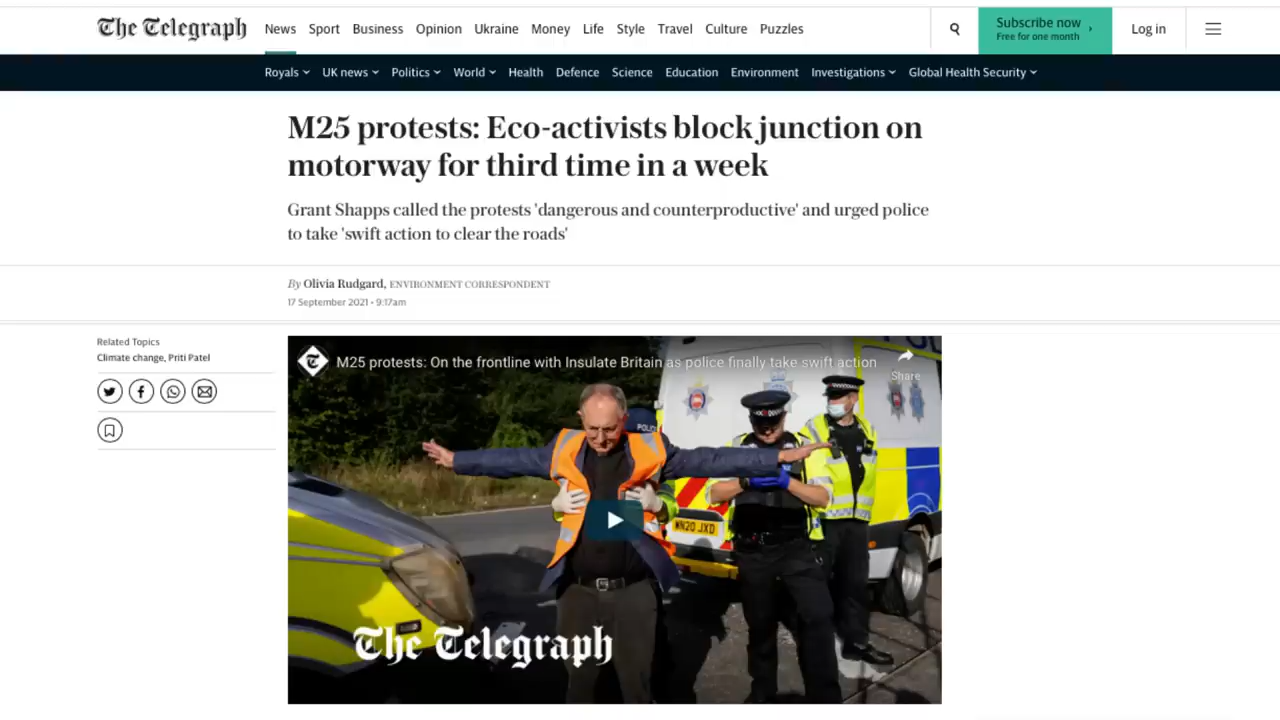 The Telegraph
News Sport Business Opinion Ukraine Money Life Style Travel Culture Puzzles
Subscribe now
Free for one month
Log in
Royals UK news Politics World Health Defence Science Education Environment Investigations Global Health Security
M25 protests: Eco-activists block junction on
motorway for third time in a week
Grant Shapps called the protests 'dangerous and counterproductive' and urged police
to take 'swift action to clear the roads'
By Olivia Rudgard, ENVIRONMENT CORRESPONDENT
17 September 2021 • 9:17am
Related Topics
Climate change, Priti Patel
M25 protests: On the frontline with Insulate Britain as police finally take swift action
Share
POLIC
WN20 JXD
The Telegraph